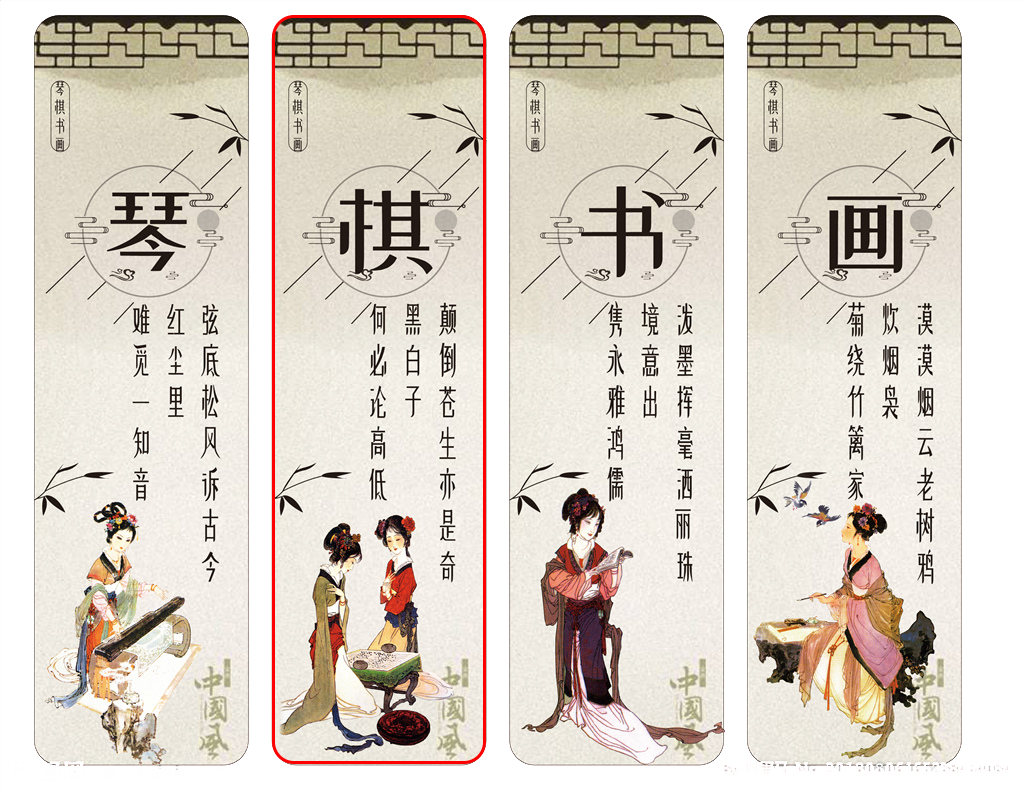 琴棋书画
琴
弦底松风诉古今
红尘里
难觅一知音
中國風
琴棋书画
棋
颠倒苍生亦是奇
黑白子
何必论高低
中國風
琴棋书画
书
泼墨挥毫洒丽珠
境意出
隽永雅鸿儒
中國風
琴棋书画
画
漠漠烟云老树鸦
炊烟枭
菊绕竹篱家
中國風